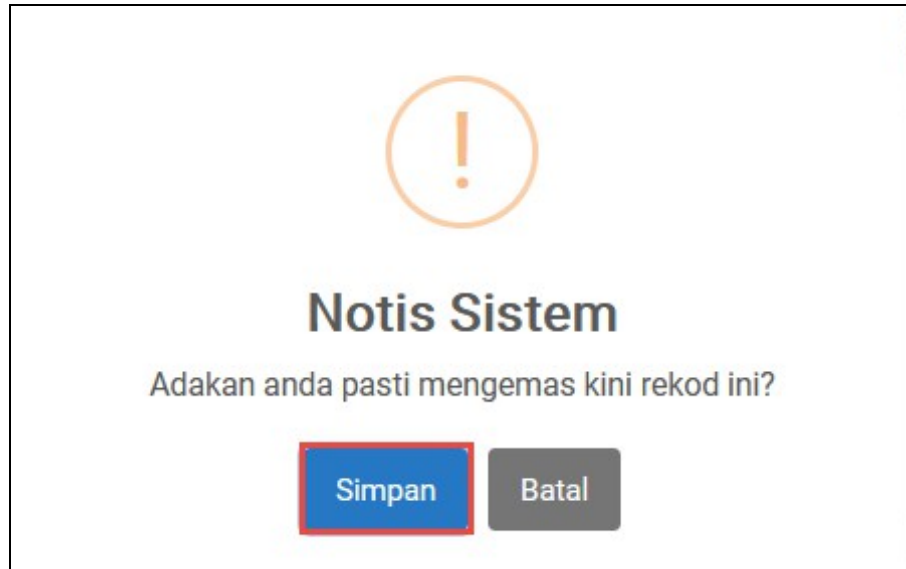 !
Notis Sistem
Adakan anda pasti mengemas kini rekod ini?
Simpan Batal